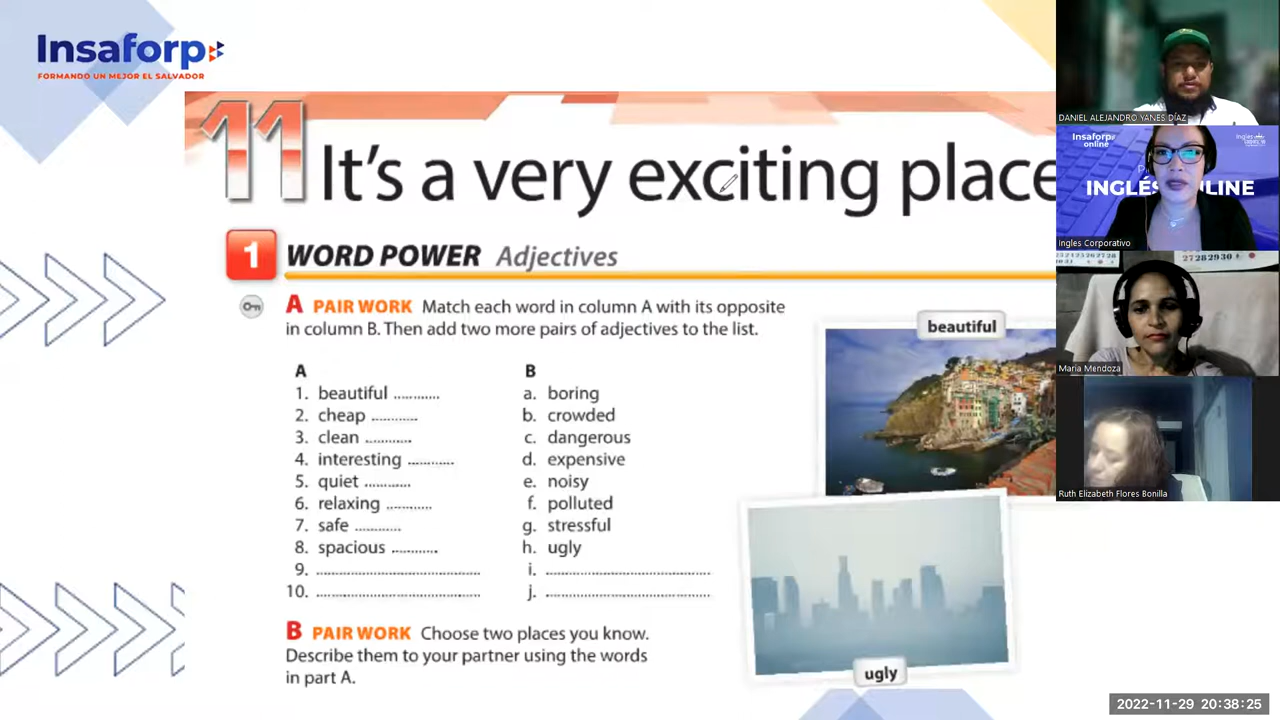 Insaforp
FORMANDO UN MEJOR EL SALVADOR
11 It's a very exciting place
1 WORD POWER Adjectives
A PAIR WORK Match each word in column A with its opposite
in column B. Then add two more pairs of adjectives to the list.
A
1. beautiful ............
2. cheap ............
3. clean ............
4. interesting ............
5. quiet ............
6. relaxing ............
7. safe ............
8. spacious ............
9. ............
10. ............
B
a. boring
b. crowded
c. dangerous
d. expensive
e. noisy
f. polluted
g. stressful
h. ugly
i. ............
j. ............
beautiful
ugly
B PAIR WORK Choose two places you know.
Describe them to your partner using the words
in part A.
DANIEL ALEJANDRO YANES DÍAZ
Insaforp
online
INGLÉS
LINE
Ingles Corporativo
27 28 29 30
Maria Mendoza
Ruth Elizabeth Flores Bonilla
2022-11-29 20:38:25